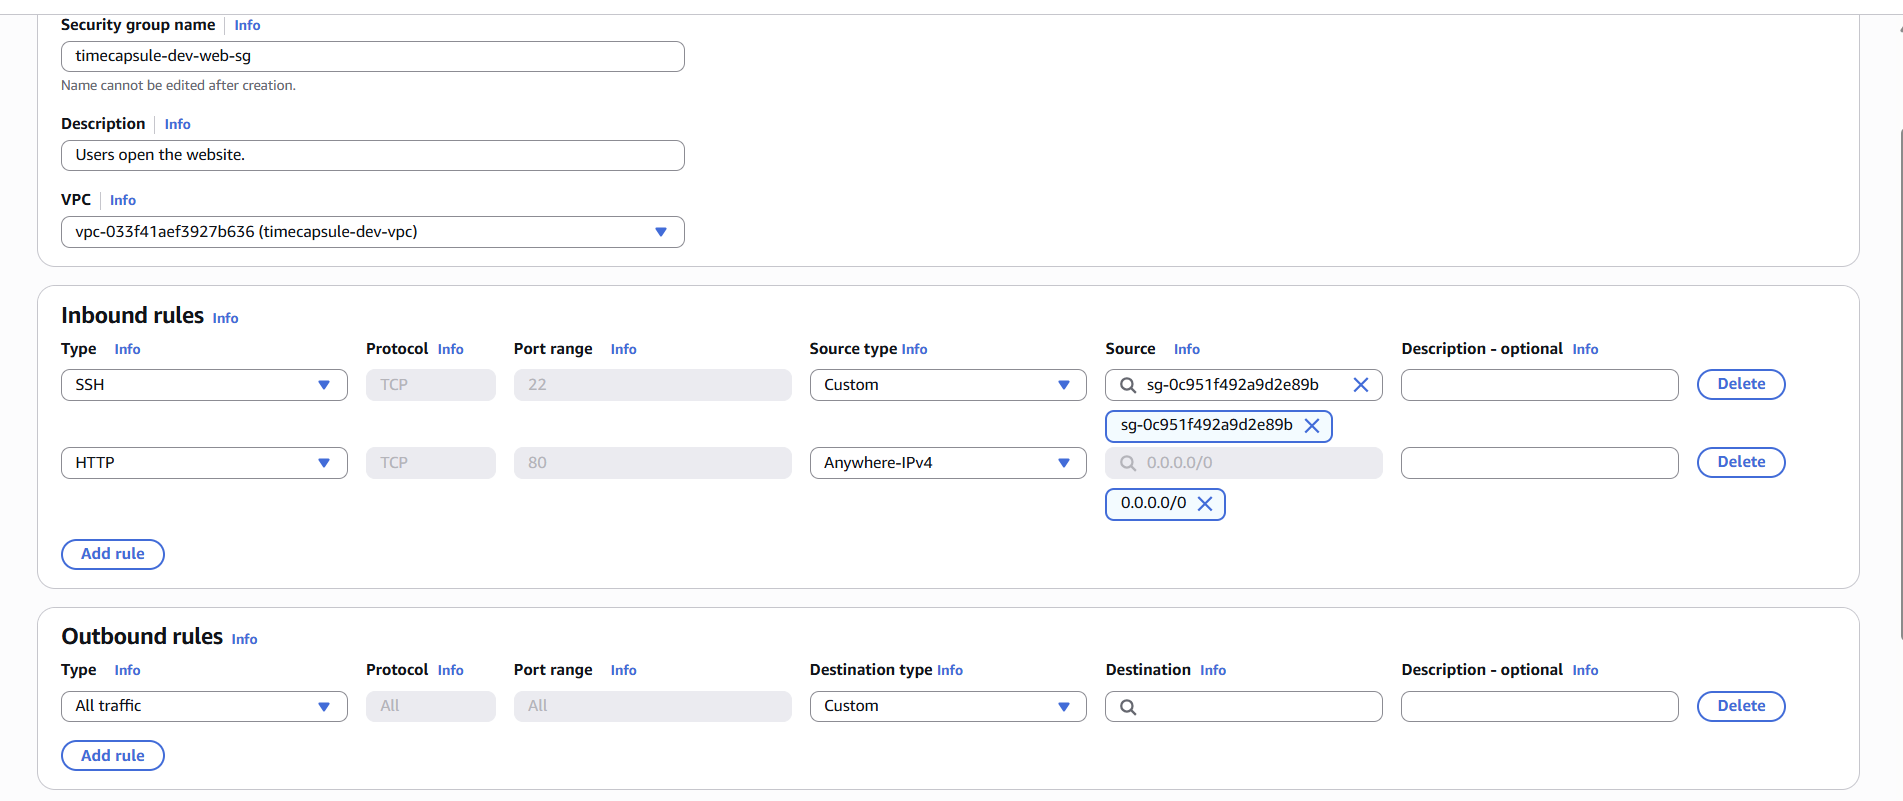 Security group name Info
timecapsule-dev-web-sg
Name cannot be edited after creation.
Description Info
Users open the website.
VPC Info
vpc-033f41aef3927b636 (timecapsule-dev-vpc)
Inbound rules Info
Type Info Protocol Info Port range Info Source type Info Source Info Description - optional Info
SSH TCP 22 Custom sg-0c951f492a9d2e89b Delete
sg-0c951f492a9d2e89b
HTTP TCP 80 Anywhere-IPv4 0.0.0.0/0 Delete
0.0.0.0/0
Add rule
Outbound rules Info
Type Info Protocol Info Port range Info Destination type Info Destination Info Description - optional Info
All traffic All All Custom Delete
Add rule